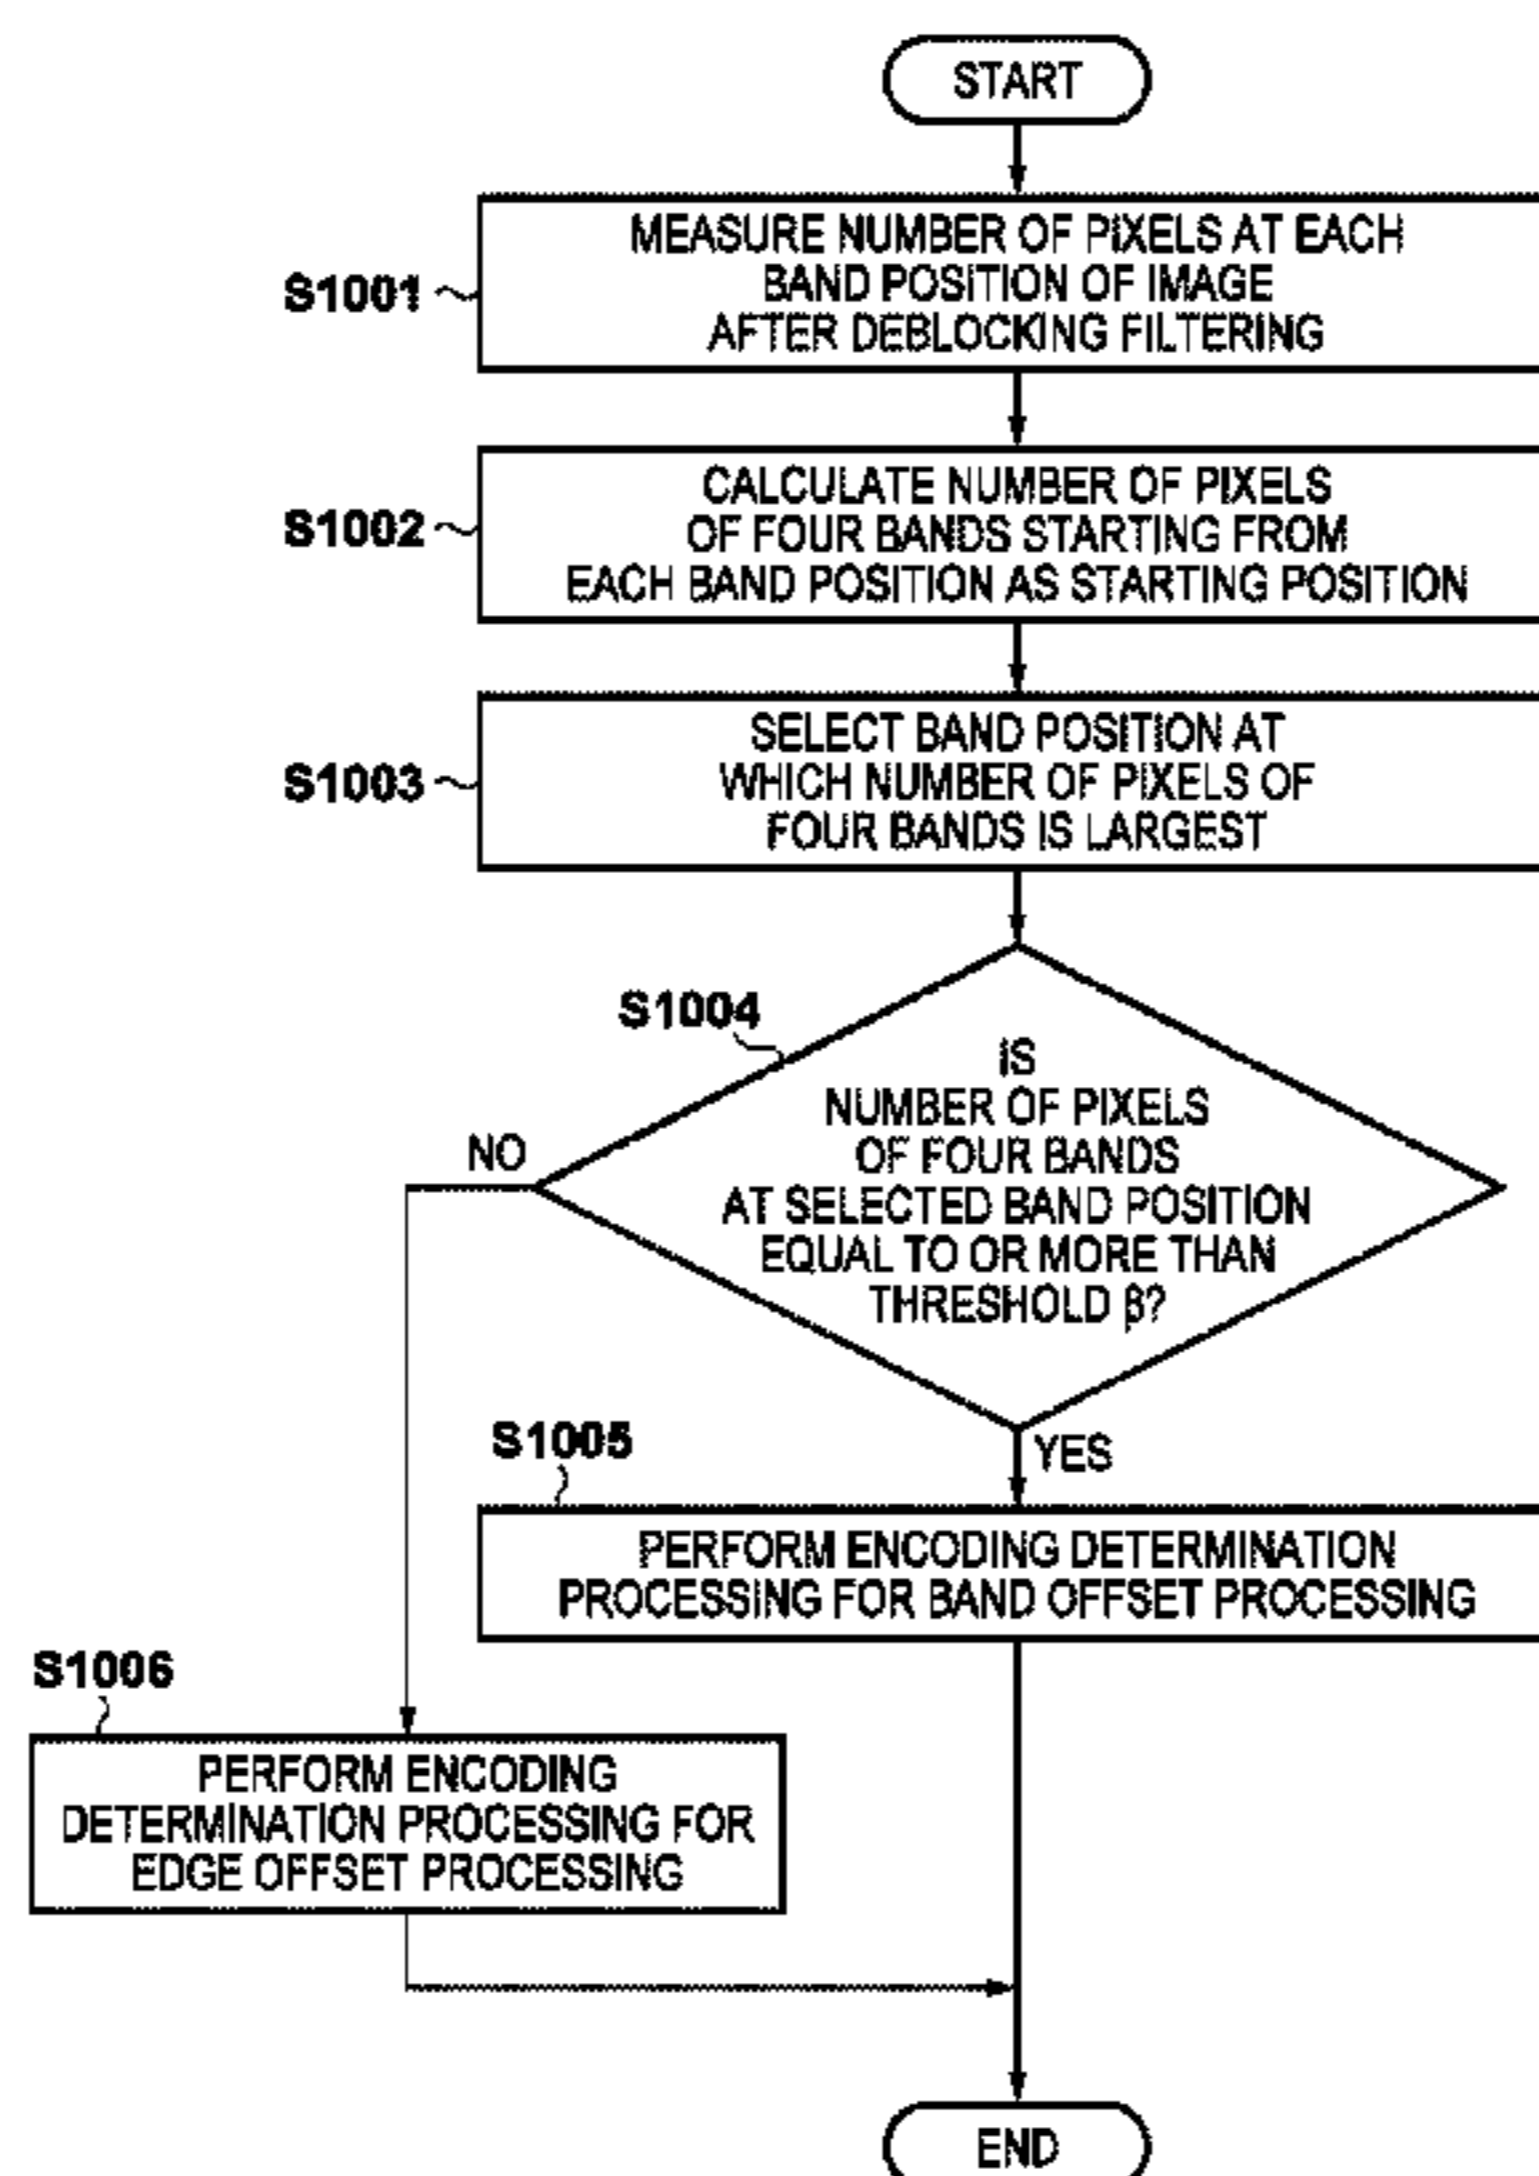 START
S1001
MEASURE NUMBER OF PIXELS AT EACH
BAND POSITION OF IMAGE
AFTER DEBLOCKING FILTERING
S1002
CALCULATE NUMBER OF PIXELS
OF FOUR BANDS STARTING FROM
EACH BAND POSITION AS STARTING POSITION
S1003
SELECT BAND POSITION AT
WHICH NUMBER OF PIXELS OF
FOUR BANDS IS LARGEST
S1004
IS
NUMBER OF PIXELS
OF FOUR BANDS
AT SELECTED BAND POSITION
EQUAL TO OR MORE THAN
THRESHOLD β?
NO
YES
S1005
PERFORM ENCODING DETERMINATION
PROCESSING FOR BAND OFFSET PROCESSING
S1006
PERFORM ENCODING
DETERMINATION PROCESSING FOR
EDGE OFFSET PROCESSING
END